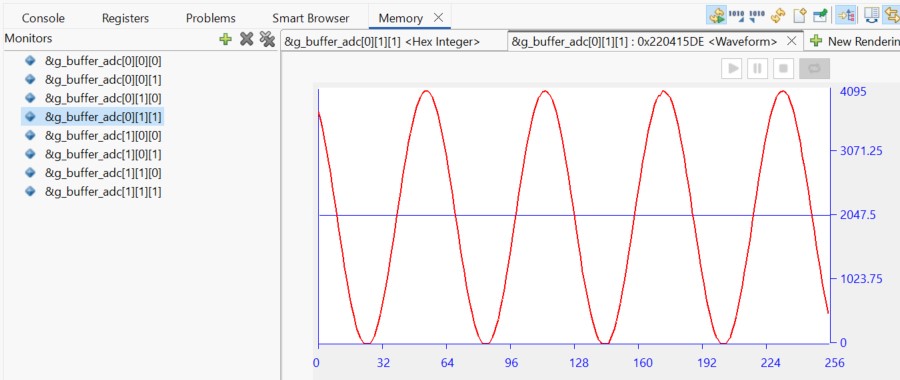 Console Registers Problems Smart Browser Memory
Monitors
&g_buffer_adc[0][1][1] <Hex Integer> &g_buffer_adc[0][1][1] : 0x220415DE <Waveform> New Rendering
&g_buffer_adc[0][0][0]
&g_buffer_adc[0][0][1]
&g_buffer_adc[0][1][0]
&g_buffer_adc[0][1][1]
&g_buffer_adc[1][0][0]
&g_buffer_adc[1][0][1]
&g_buffer_adc[1][1][0]
&g_buffer_adc[1][1][1]
4095
3071.25
2047.5
1023.75
0
0 32 64 96 128 160 192 224 256